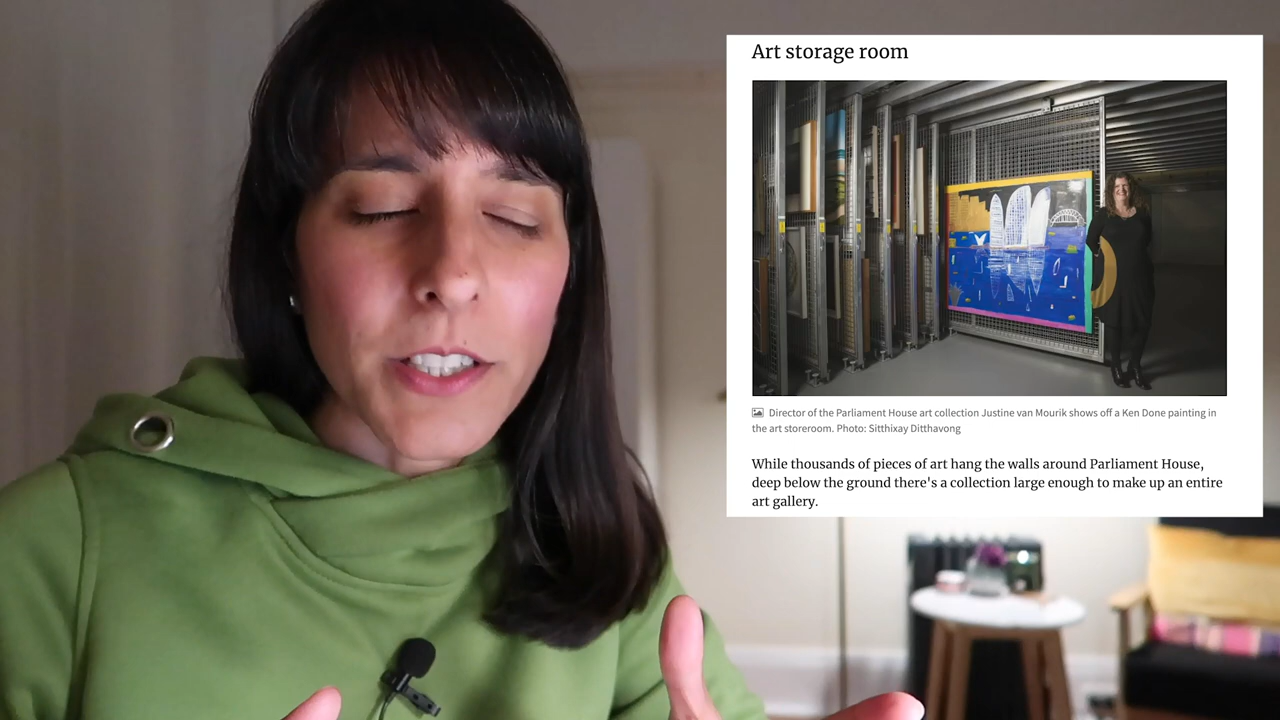 Art storage room
Director of the Parliament House art collection Justine van Mourik shows off a Ken Done painting in
the art storeroom. Photo: Sitthixay Ditthavong
While thousands of pieces of art hang the walls around Parliament House,
deep below the ground there's a collection large enough to make up an entire
art gallery.